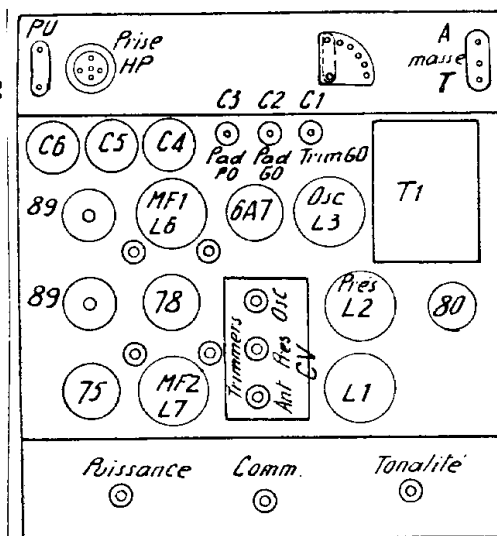 PU
Prise
HP
A
masse
T
C3 C2 C1
C6 C5 C4
Pad
PO
Pad
GO
Trim GO
T1
89
MF1
L6
6A7
Osc
L3
89
78
Trimmers
Osc
Pres
Ant
CV
Prés
L2
80
75
MF2
L7
L1
Puissance Comm. Tonalité